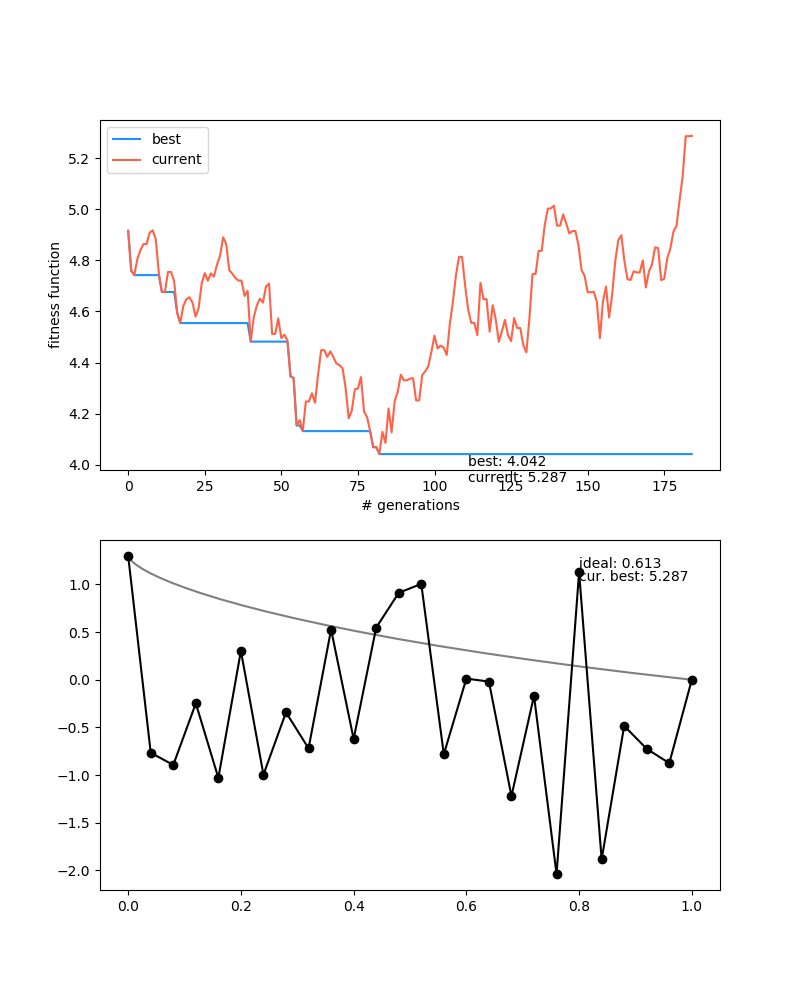 best
current
5.2
5.0
4.8
4.6
4.4
4.2
4.0
fitness function
best: 4.042
current: 5.287
0 25 50 75 100 125 150 175
# generations
ideal: 0.613
cur. best: 5.287
1.0
0.5
0.0
−0.5
−1.0
−1.5
−2.0
0.0 0.2 0.4 0.6 0.8 1.0